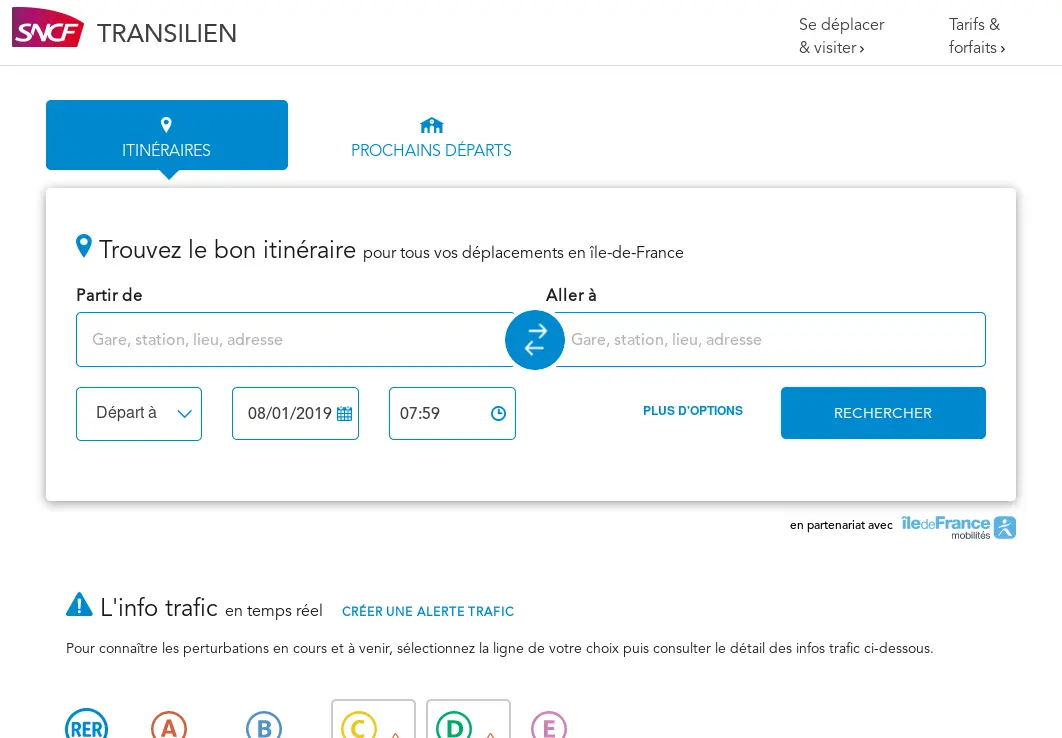 SNCF TRANSILIEN
Se déplacer
& visiter ›
Tarifs &
forfaits ›
ITINÉRAIRES
PROCHAINS DÉPARTS
Trouvez le bon itinéraire pour tous vos déplacements en île-de-France
Partir de
Aller à
Gare, station, lieu, adresse
Gare, station, lieu, adresse
Départ à
08/01/2019
07:59
PLUS D'OPTIONS
RECHERCHER
en partenariat avec îledeFrance
mobilités
L'info trafic en temps réel CRÉER UNE ALERTE TRAFIC
Pour connaître les perturbations en cours et à venir, sélectionnez la ligne de votre choix puis consulter le détail des infos trafic ci-dessous.
RER A B C D E